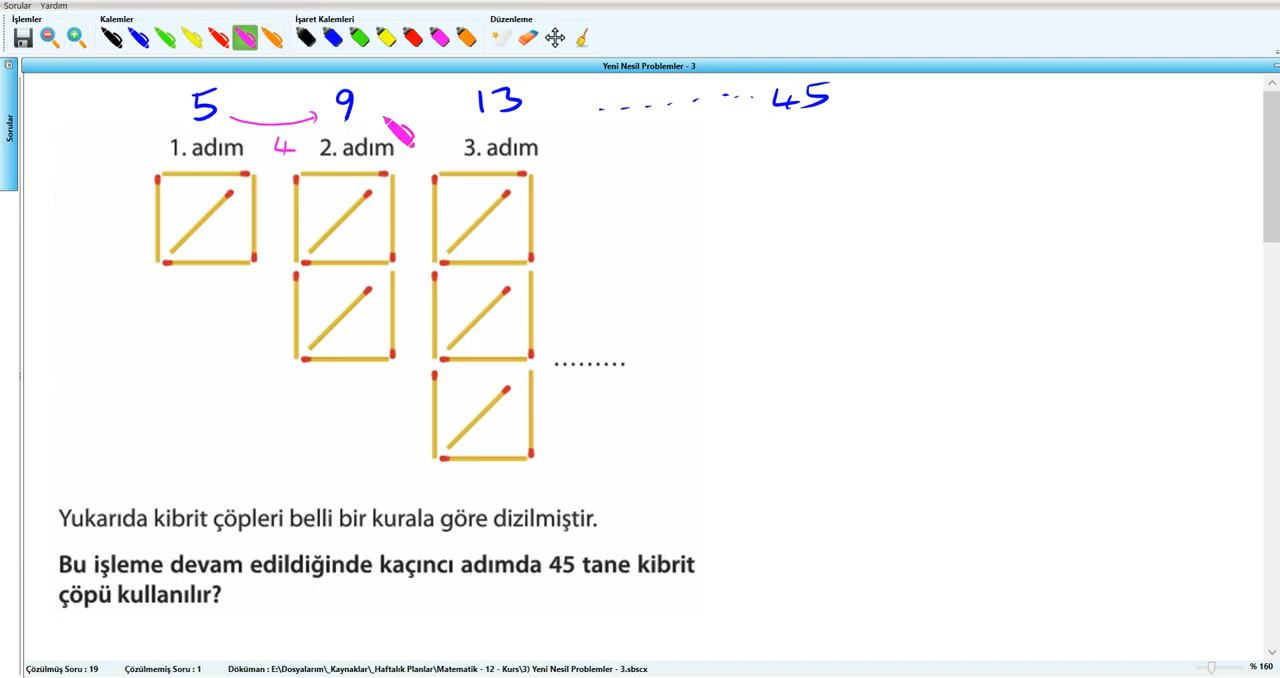 Sorular Yardım
İşlemler Kalemler İşaret Kalemleri Düzenleme
Yeni Nesil Problemler - 3
Sorular
5 9 13 - - - - - - - - 45
1. adım 4 2. adım 3. adım
.........
Yukarıda kibrit çöpleri belli bir kurala göre dizilmiştir.
Bu işleme devam edildiğinde kaçıncı adımda 45 tane kibrit
çöpü kullanılır?
Çözülmüş Soru : 19 Çözülmemiş Soru : 1 Döküman : E:\Dosyalarım\_Kaynaklar\_Haftalık Planlar\Matematik - 12 - Kurs\3) Yeni Nesil Problemler - 3.sbscx % 160